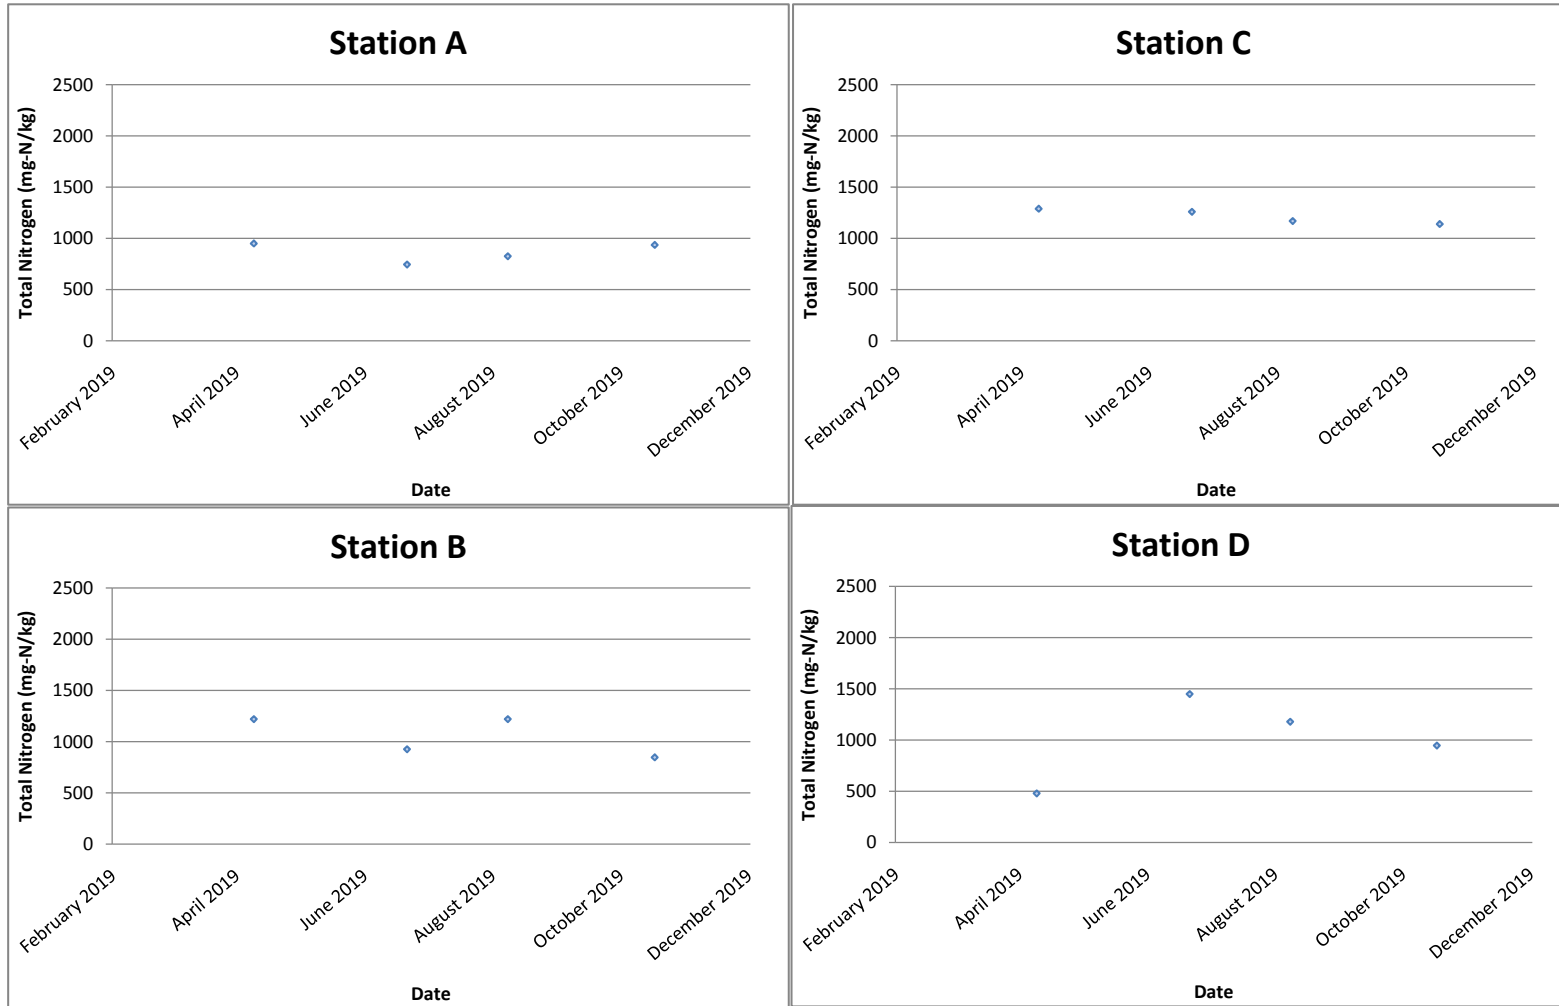 Station A
Total Nitrogen (mg-N/kg)
2500
2000
1500
1000
500
0
February 2019
April 2019
June 2019
August 2019
October 2019
December 2019
Date
Station C
Total Nitrogen (mg-N/kg)
2500
2000
1500
1000
500
0
February 2019
April 2019
June 2019
August 2019
October 2019
December 2019
Date
Station B
Total Nitrogen (mg-N/kg)
2500
2000
1500
1000
500
0
February 2019
April 2019
June 2019
August 2019
October 2019
December 2019
Date
Station D
Total Nitrogen (mg-N/kg)
2500
2000
1500
1000
500
0
February 2019
April 2019
June 2019
August 2019
October 2019
December 2019
Date